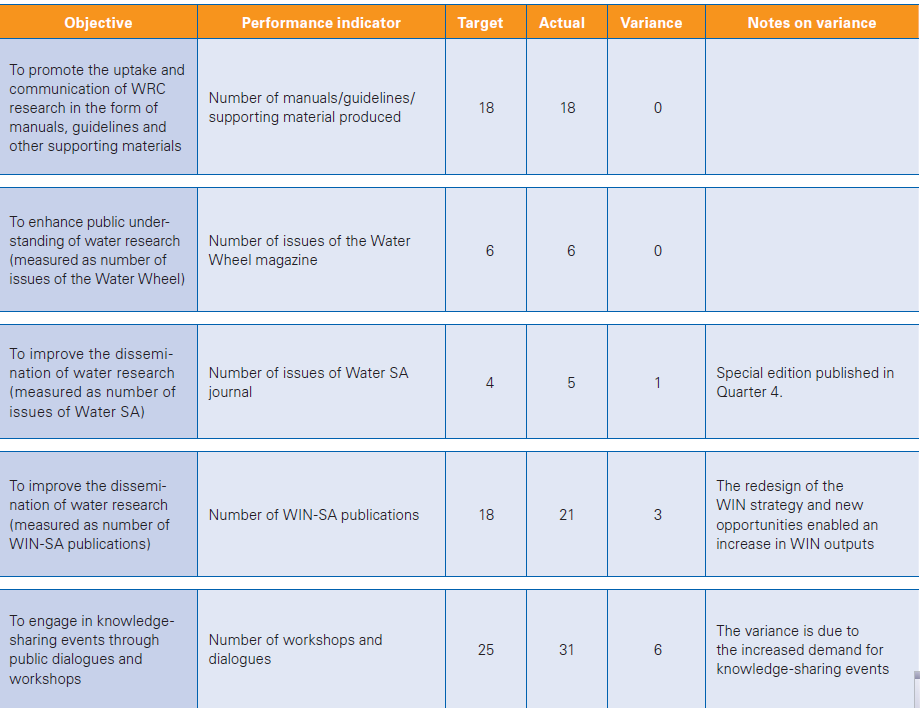 Objective Performance indicator Target Actual Variance Notes on variance
To promote the uptake and
communication of WRC
research in the form of
manuals, guidelines and
other supporting materials
Number of manuals/guidelines/
supporting material produced
18 18 0
To enhance public under-
standing of water research
(measured as number of
issues of the Water Wheel)
Number of issues of the Water
Wheel magazine
6 6 0
To improve the dissemi-
nation of water research
(measured as number of
issues of Water SA)
Number of issues of Water SA
journal
4 5 1
Special edition published in
Quarter 4.
To improve the dissemi-
nation of water research
(measured as number of
WIN-SA publications)
Number of WIN-SA publications
18 21 3
The redesign of the
WIN strategy and new
opportunities enabled an
increase in WIN outputs
To engage in knowledge-
sharing events through
public dialogues and
workshops
Number of workshops and
dialogues
25 31 6
The variance is due to
the increased demand for
knowledge-sharing events